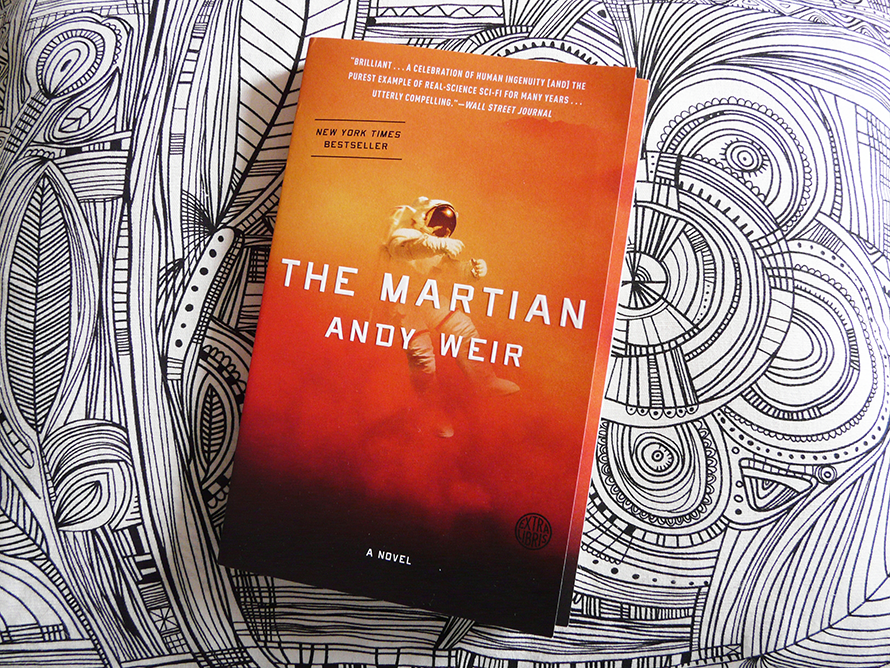 "BRILLIANT . . . A CELEBRATION OF HUMAN INGENUITY [AND] THE
PUREST EXAMPLE OF REAL-SCIENCE SCI-FI FOR MANY YEARS . . .
UTTERLY COMPELLING."—WALL STREET JOURNAL
NEW YORK TIMES
BESTSELLER
THE MARTIAN
ANDY WEIR
EXTRA
LIBRIS
A NOVEL